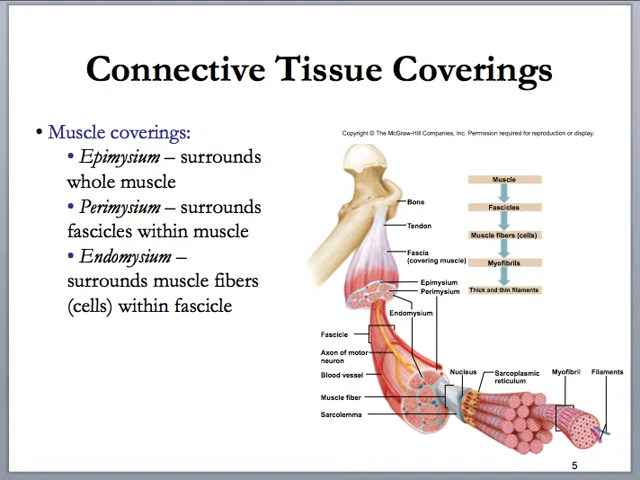 Connective Tissue Coverings
• Muscle coverings:
• Epimysium – surrounds
whole muscle
• Perimysium – surrounds
fascicles within muscle
• Endomysium –
surrounds muscle fibers
(cells) within fascicle
Copyright © The McGraw-Hill Companies, Inc. Permission required for reproduction or display.
Bone
Tendon
Fascia
(covering muscle)
Epimysium
Perimysium
Endomysium
Fascicle
Axon of motor
neuron
Blood vessel
Muscle fiber
Sarcolemma
Nucleus
Sarcoplasmic
reticulum
Myofibril
Filaments
Muscle
Fascicles
Muscle fibers (cells)
Myofibrils
Thick and thin filaments
5